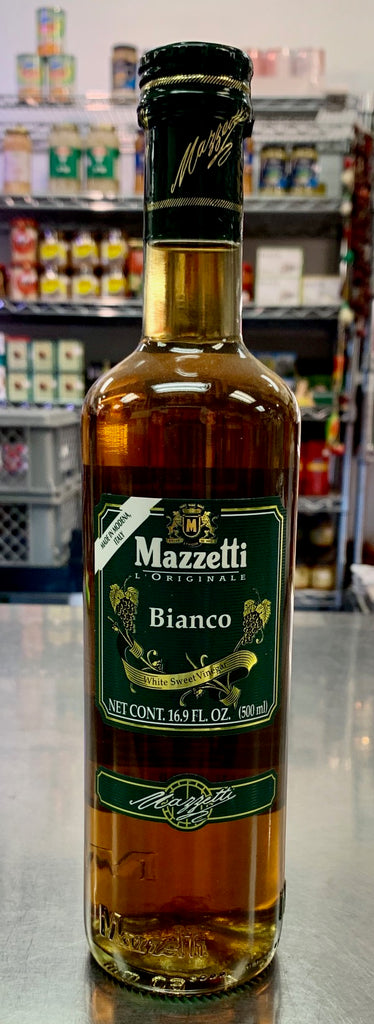 Mazzetti
MADE IN MODENA,
ITALY
M
Mazzetti
L'ORIGINALE
Bianco
White Sweet Vinegar
NET CONT. 16.9 FL. OZ. (500 ml)
Mazzetti
M
Mazzetti